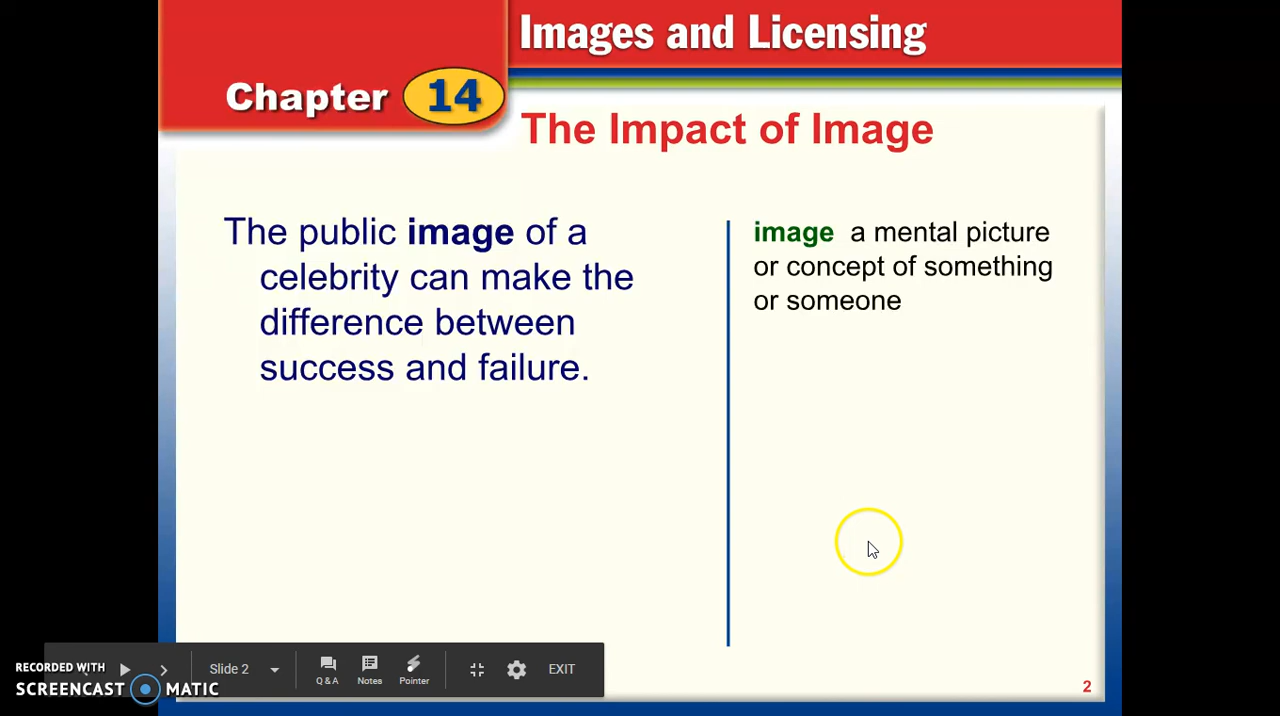 Images and Licensing
Chapter 14
The Impact of Image
The public image of a
celebrity can make the
difference between
success and failure.
image a mental picture
or concept of something
or someone
Slide 2
Q & A
Notes
Pointer
EXIT
RECORDED WITH
SCREENCAST MATIC
2